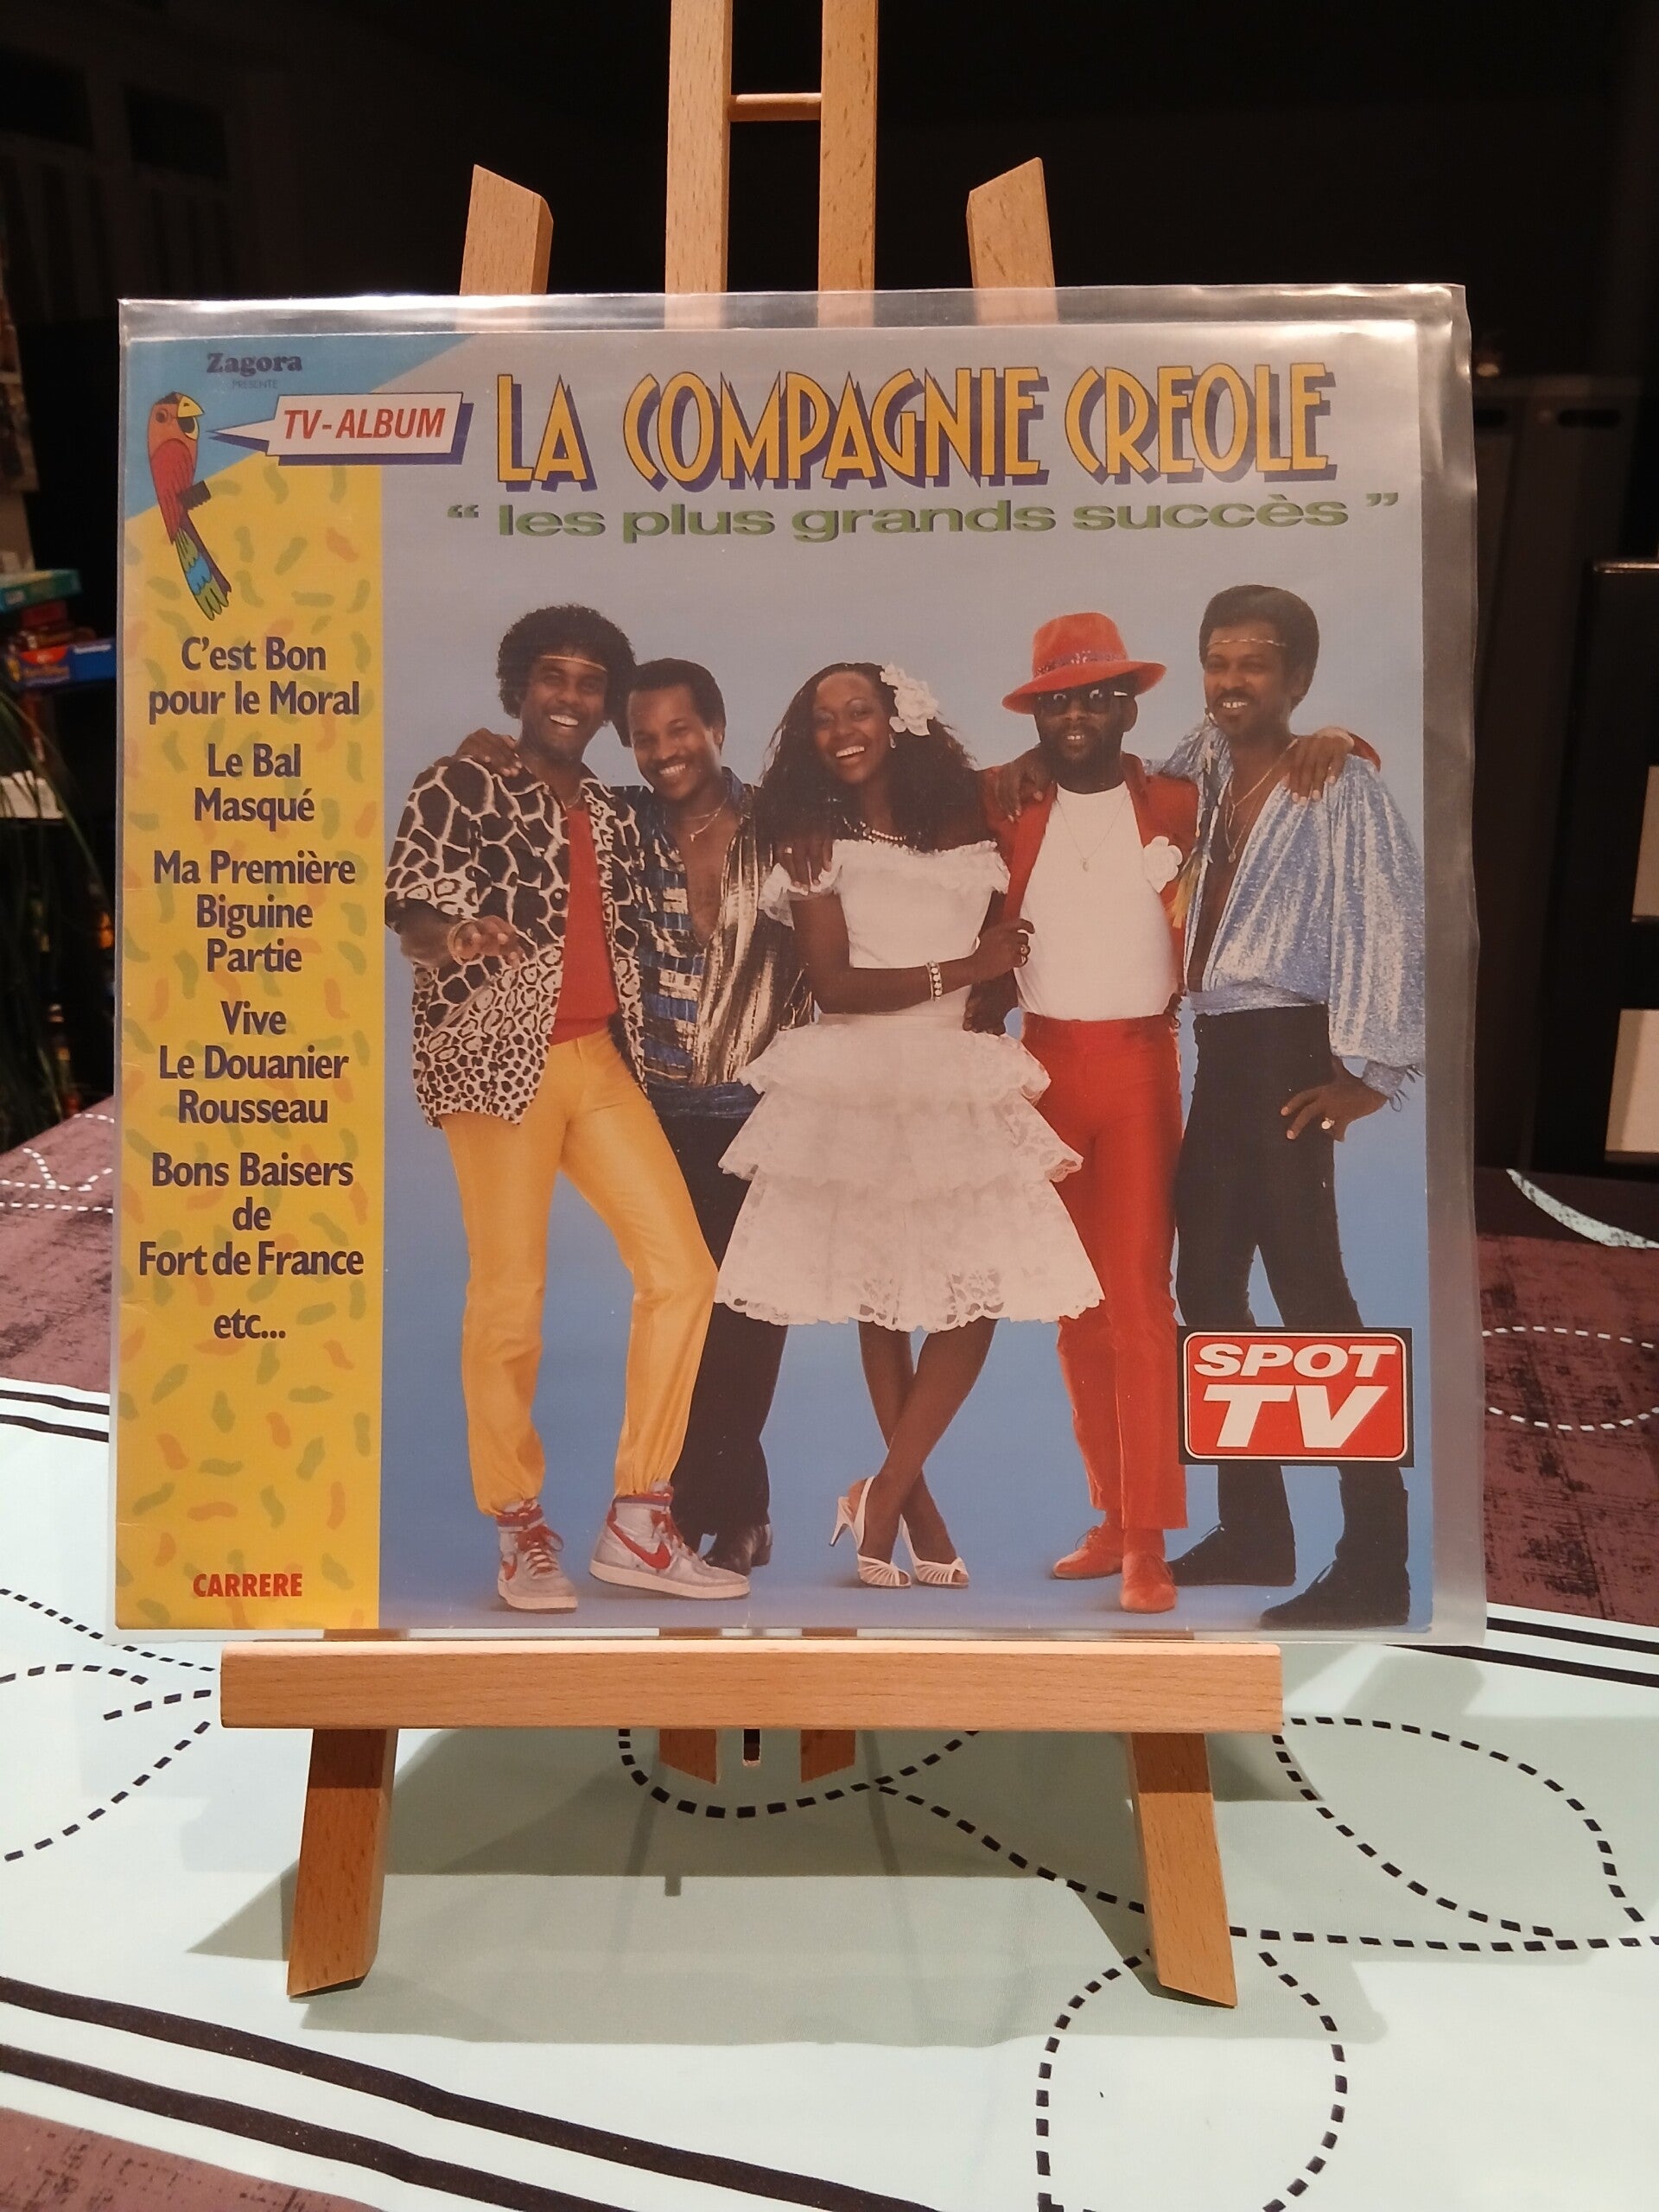 Zagora
PRÉSENTE
TV-ALBUM
LA COMPAGNIE CREOLE
“ les plus grands succès ”
C'est Bon
pour le Moral
Le Bal
Masqué
Ma Première
Biguine
Partie
Vive
Le Douanier
Rousseau
Bons Baisers
de
Fort de France
etc...
SPOT
TV
CARRERE